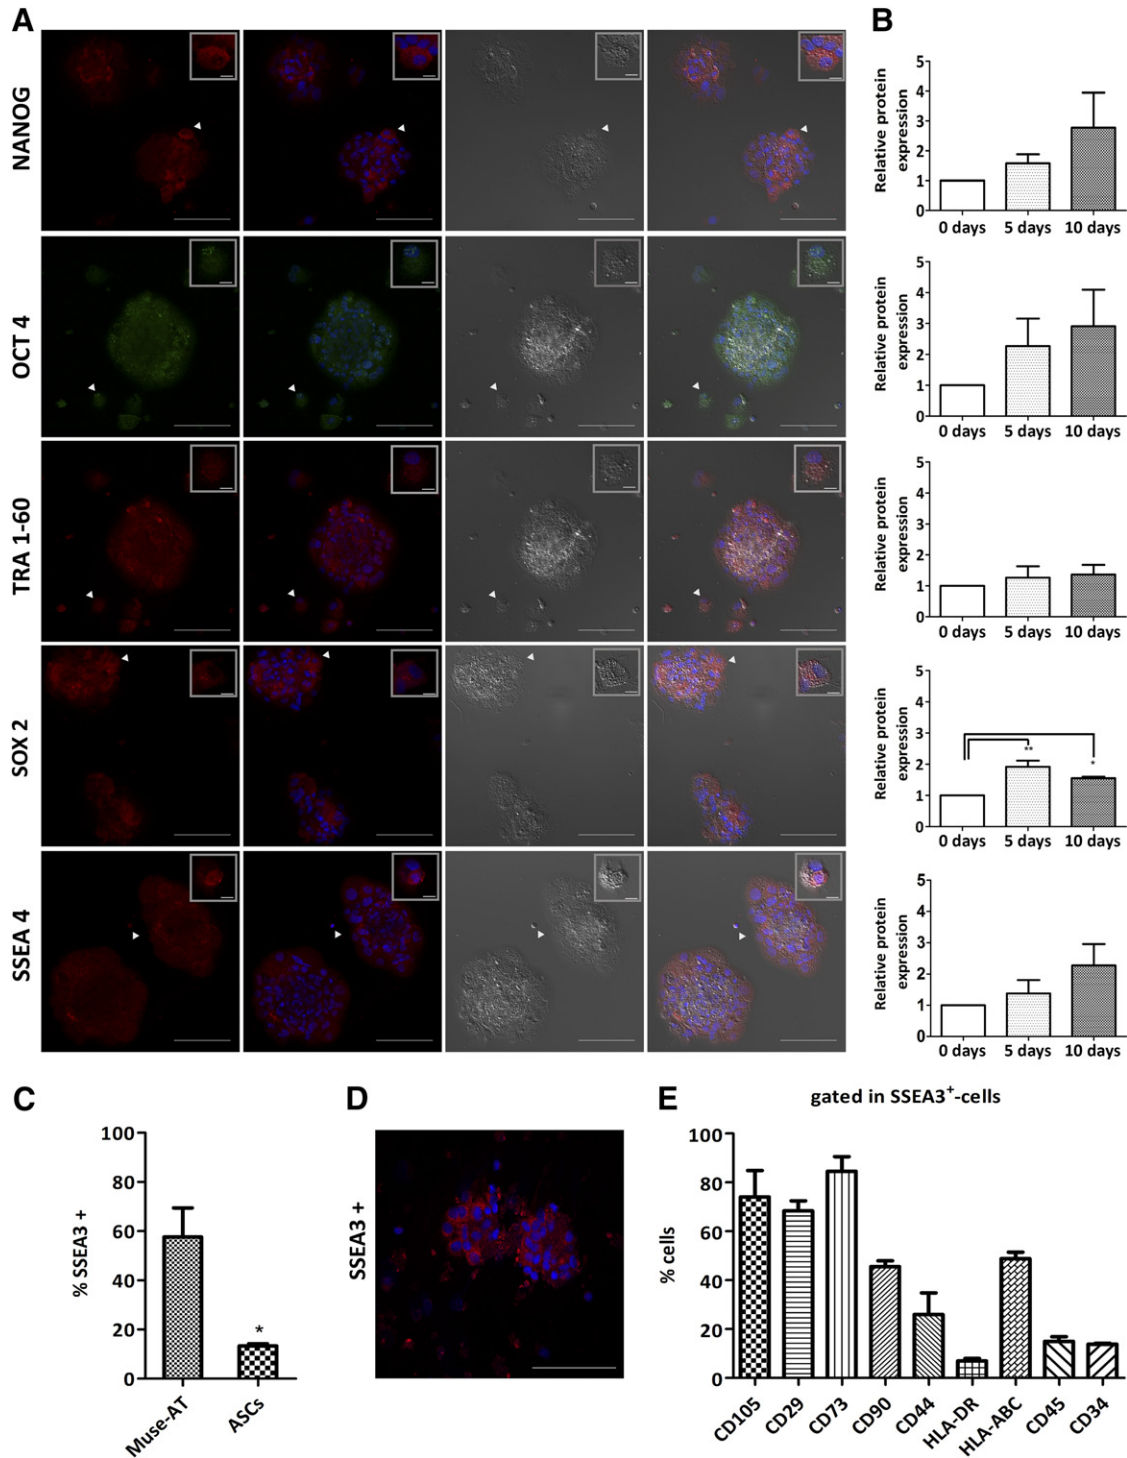 A
B
NANOG
Relative protein
expression
5
4
3
2
1
0
0 days 5 days 10 days
OCT 4
Relative protein
expression
5
4
3
2
1
0
0 days 5 days 10 days
TRA 1-60
Relative protein
expression
5
4
3
2
1
0
0 days 5 days 10 days
SOX 2
Relative protein
expression
5
4
3
2
1
0
**
*
0 days 5 days 10 days
SSEA 4
Relative protein
expression
5
4
3
2
1
0
0 days 5 days 10 days
C
% SSEA3 +
100
80
60
40
20
0
*
Muse-AT ASCs
D
SSEA3 +
E
gated in SSEA3⁺-cells
% cells
100
80
60
40
20
0
CD105 CD29 CD73 CD90 CD44 HLA-DR HLA-ABC CD45 CD34